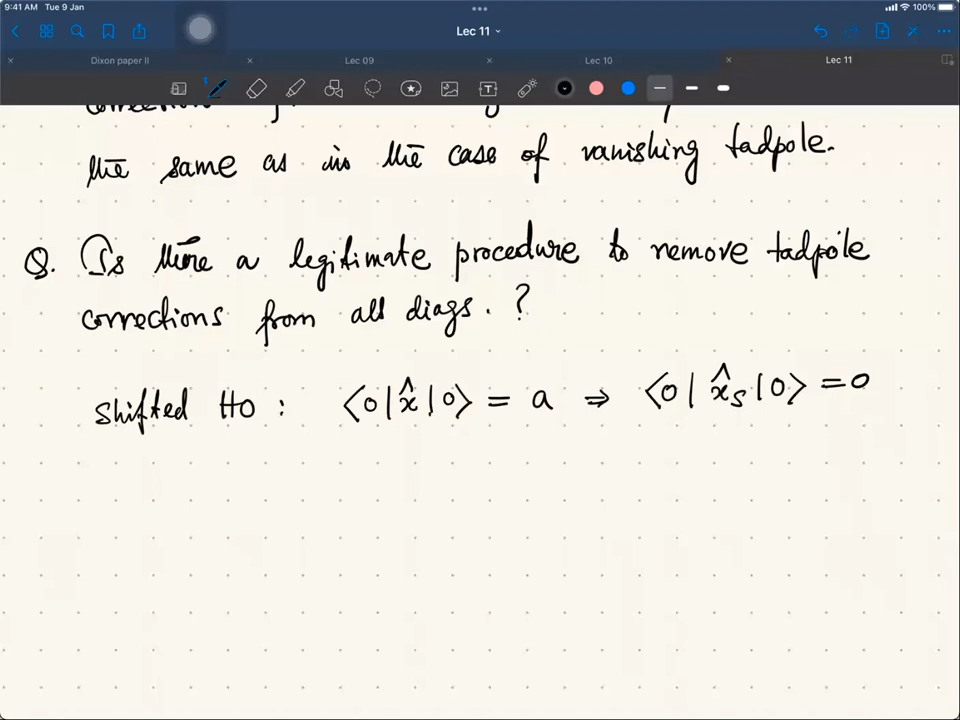 9:41 AM Tue 9 Jan
100%
Lec 11
Dixon paper II
Lec 09
Lec 10
Lec 11
the same as in the case of vanishing tadpole.
Q. Is there a legitimate procedure to remove tadpole
corrections from all diags. ?
Shifted HO : ⟨0|x̂|0⟩ = a ⇒ ⟨0|x̂_S|0⟩ = 0